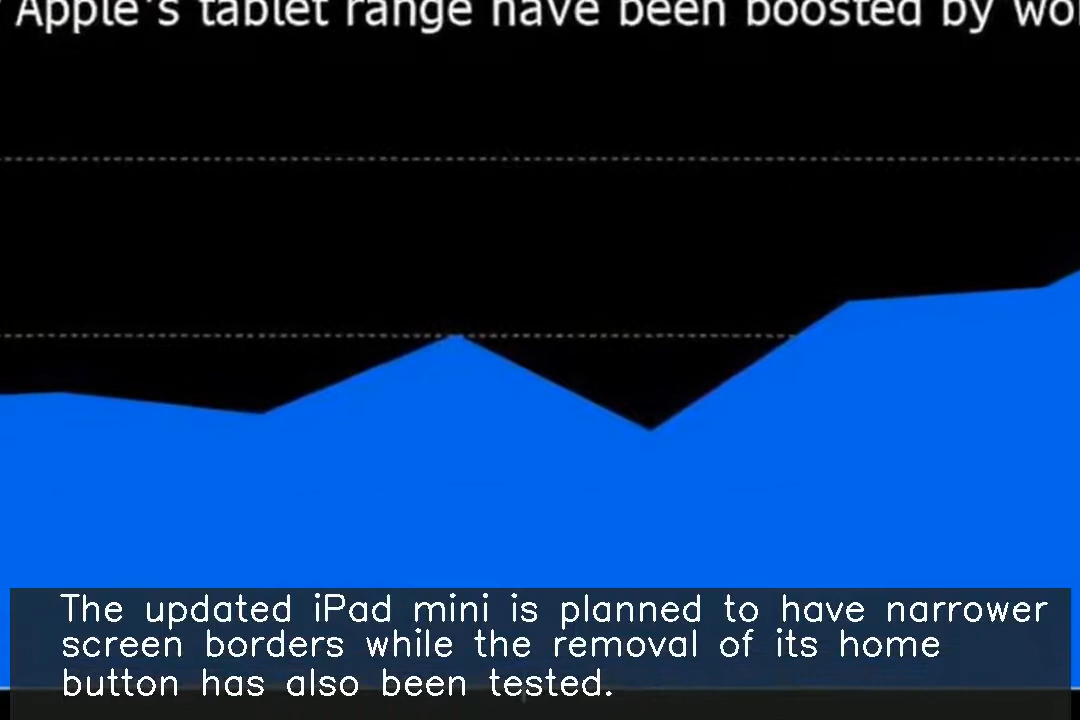 Apple's tablet range have been boosted by
The updated iPad mini is planned to have narrower
screen borders while the removal of its home
button has also been tested.